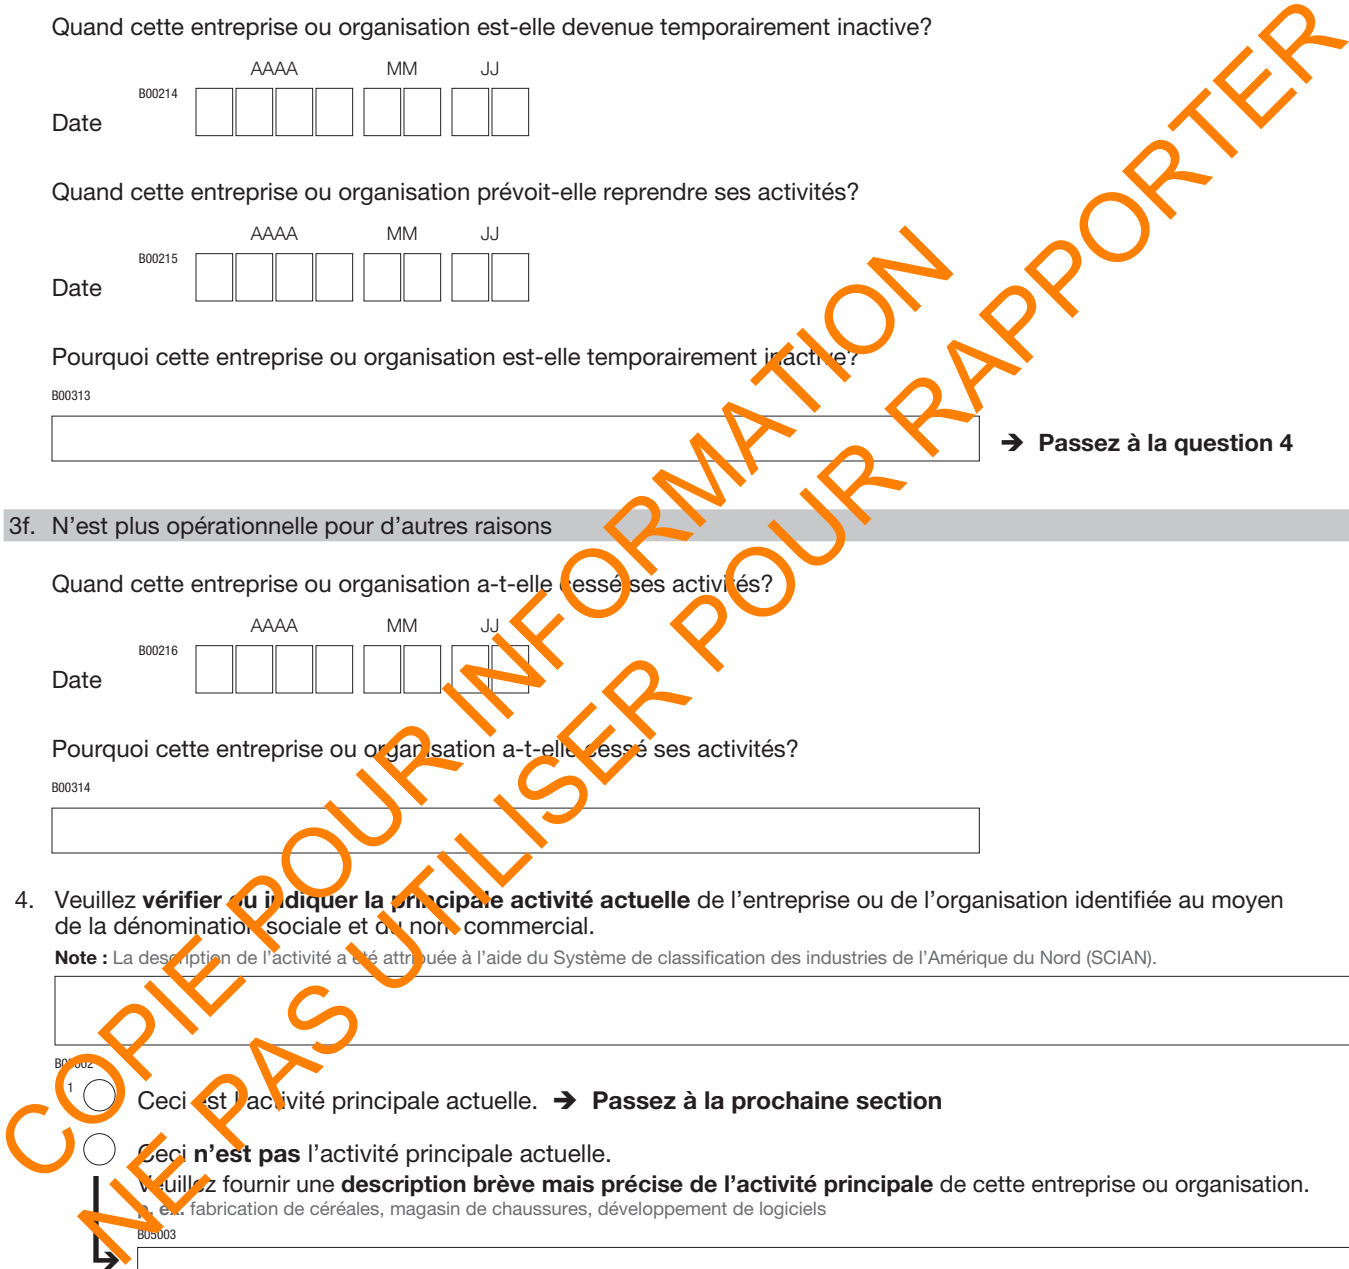 Quand cette entreprise ou organisation est-elle devenue temporairement inactive?
AAAA MM JJ
B00214
Date
Quand cette entreprise ou organisation prévoit-elle reprendre ses activités?
AAAA MM JJ
B00215
Date
Pourquoi cette entreprise ou organisation est-elle temporairement inactive?
B00313
➔ Passez à la question 4
3f. N'est plus opérationnelle pour d'autres raisons
Quand cette entreprise ou organisation a-t-elle cessé ses activités?
AAAA MM JJ
B00216
Date
Pourquoi cette entreprise ou organisation a-t-elle cessé ses activités?
B00314
4. Veuillez vérifier ou indiquer la principale activité actuelle de l'entreprise ou de l'organisation identifiée au moyen
de la dénomination sociale et du nom commercial.
Note : La description de l'activité a été attribuée à l'aide du Système de classification des industries de l'Amérique du Nord (SCIAN).
1 Ceci est l'activité principale actuelle. ➔ Passez à la prochaine section
Ceci n'est pas l'activité principale actuelle.
Veuillez fournir une description brève mais précise de l'activité principale de cette entreprise ou organisation.
p. ex. fabrication de céréales, magasin de chaussures, développement de logiciels
B05003
COPIE POUR INFORMATION
NE PAS UTILISER POUR RAPPORTER